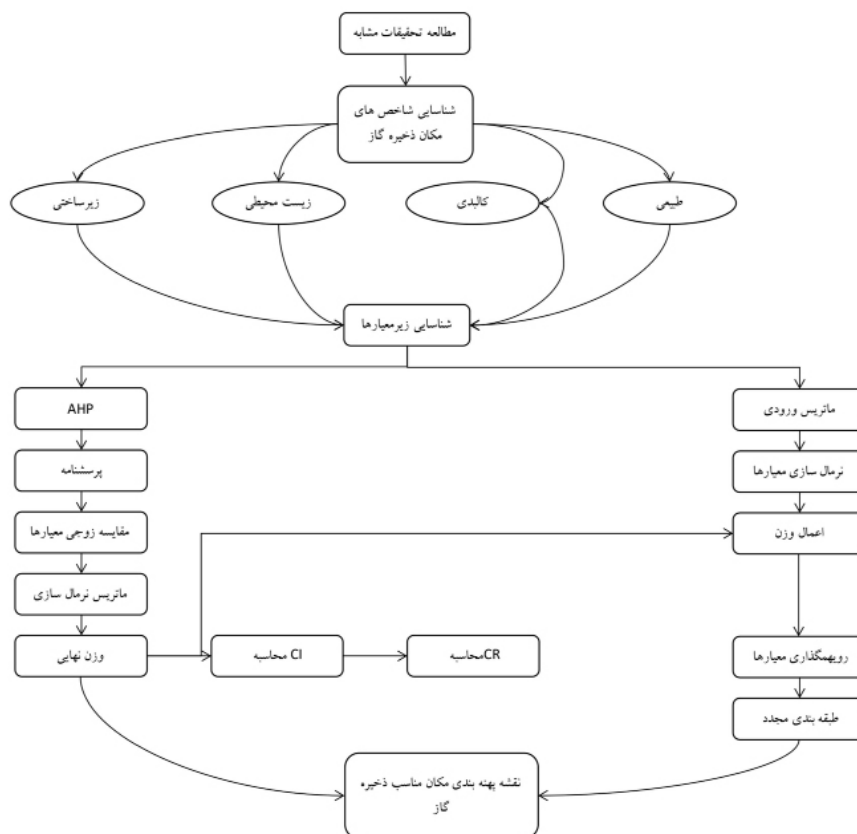 مطالعه تحقیقات مشابه
شناسایی شاخص های
مکان ذخیره گاز
طبیعی
کالبدی
زیست محیطی
زیرساختی
شناسایی زیرمعیارها
ماتریس ورودی
نرمال سازی معیارها
اعمال وزن
رویهمگذاری معیارها
طبقه بندی مجدد
AHP
پرسشنامه
مقایسه زوجی معیارها
ماتریس نرمال سازی
وزن نهایی
محاسبه CI
محاسبهCR
نقشه پهنه بندی مکان مناسب ذخیره
گاز